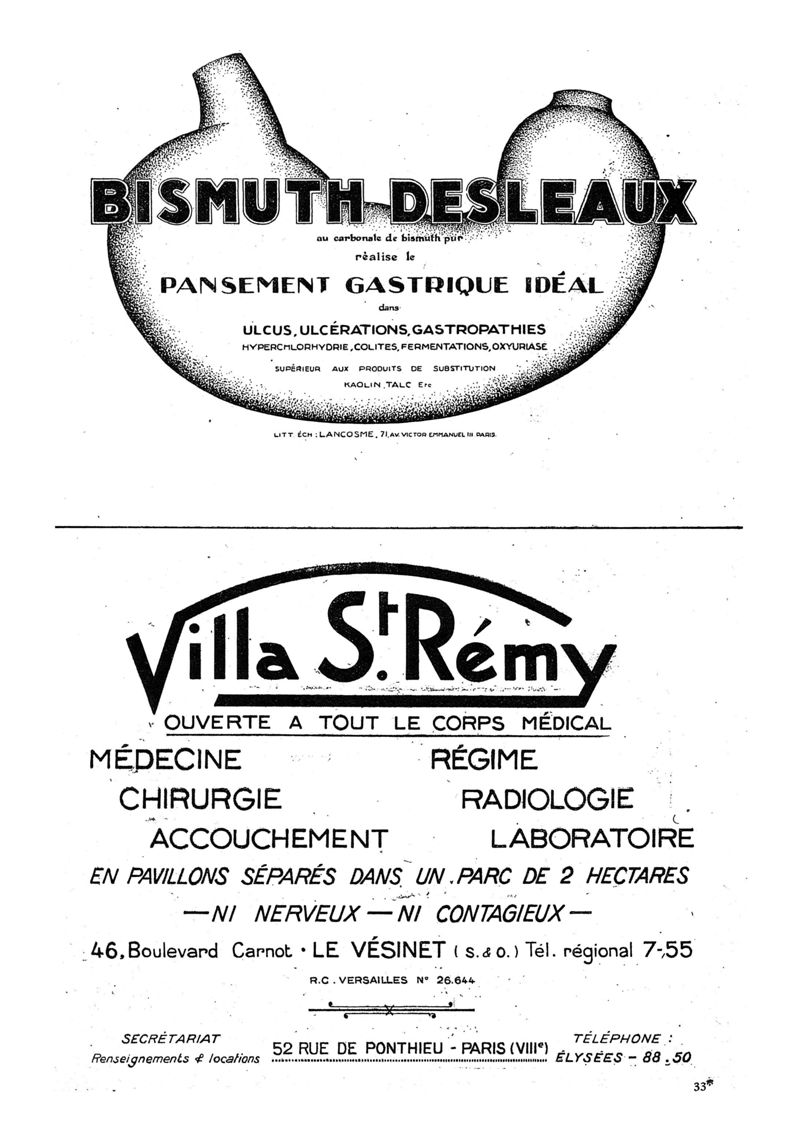 BISMUTH DESLEAUX
au carbonate de bismuth pur
réalise le
PANSEMENT GASTRIQUE IDÉAL
dans
ULCUS, ULCÉRATIONS, GASTROPATHIES
HYPERCHLORHYDRIE, COLITES, FERMENTATIONS, OXYURIASE
SUPÉRIEUR AUX PRODUITS DE SUBSTITUTION
KAOLIN, TALC Etc
LITT. ÉCH : LANCOSME, 71, AV. VICTOR EMMANUEL III PARIS.
Villa St. Rémy
OUVERTE A TOUT LE CORPS MÉDICAL
MÉDECINE RÉGIME
CHIRURGIE RADIOLOGIE
ACCOUCHEMENT LABORATOIRE
EN PAVILLONS SÉPARÉS DANS UN PARC DE 2 HECTARES
— NI NERVEUX — NI CONTAGIEUX —
46, Boulevard Carnot • LE VÉSINET (S. & O.) Tél. régional 7-55
R.C. VERSAILLES N° 26.644
SECRÉTARIAT
Renseignements & locations
52 RUE DE PONTHIEU - PARIS (VIIIe)
TÉLÉPHONE :
ÉLYSÉES - 88.50
33*